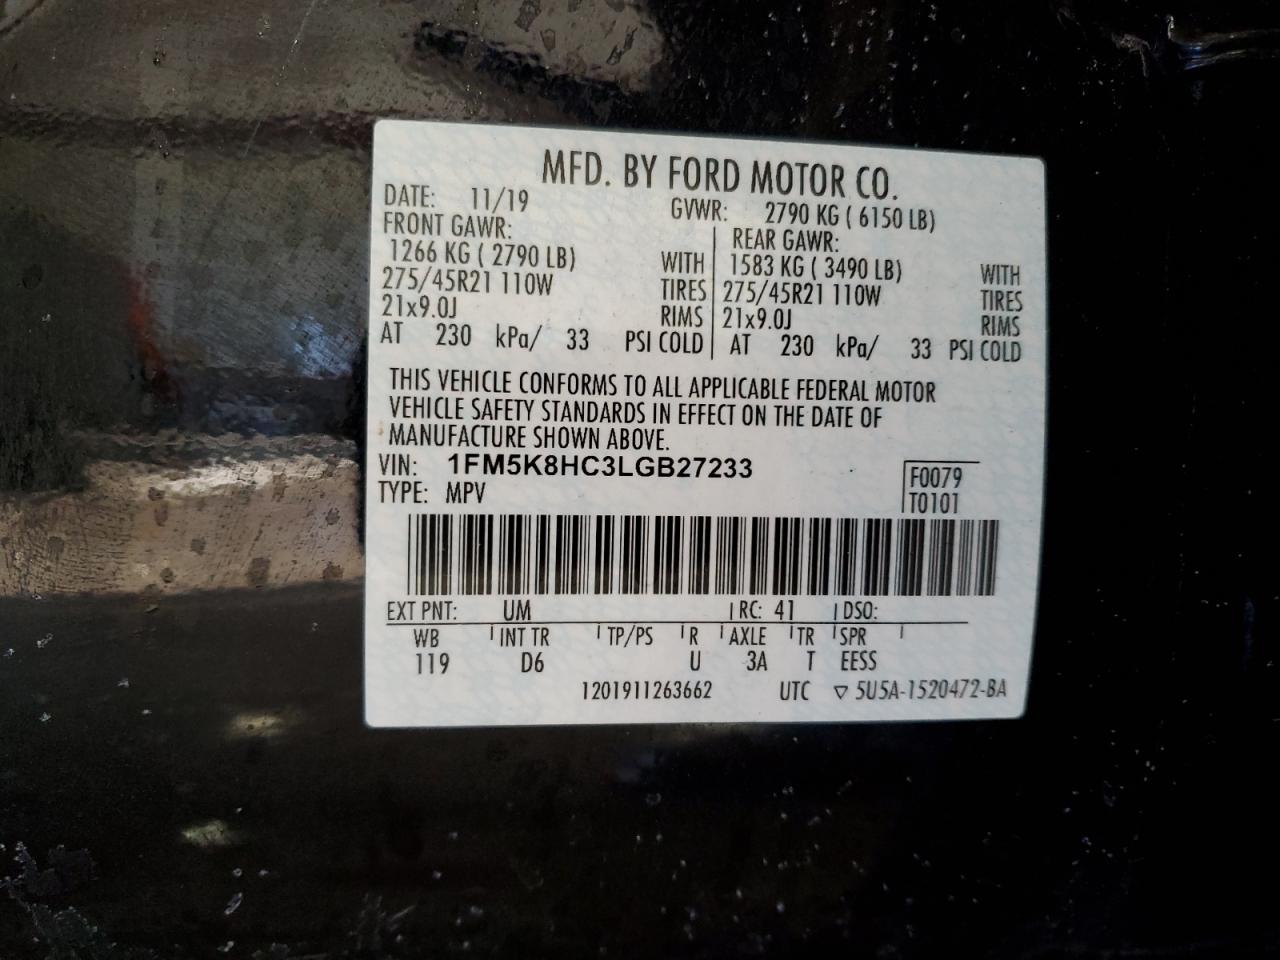 MFD. BY FORD MOTOR CO.
DATE: 11/19 GVWR: 2790 KG ( 6150 LB)
FRONT GAWR: REAR GAWR:
1266 KG ( 2790 LB) WITH 1583 KG ( 3490 LB) WITH
275/45R21 110W TIRES 275/45R21 110W TIRES
21x9.0J RIMS 21x9.0J RIMS
AT 230 kPa/ 33 PSI COLD AT 230 kPa/ 33 PSI COLD
THIS VEHICLE CONFORMS TO ALL APPLICABLE FEDERAL MOTOR
VEHICLE SAFETY STANDARDS IN EFFECT ON THE DATE OF
MANUFACTURE SHOWN ABOVE.
VIN: 1FM5K8HC3LGB27233 F0079
TYPE: MPV T0101
EXT PNT: UM RC: 41 DSO:
WB INT TR TP/PS R AXLE TR SPR
119 D6 U 3A T EESS
1201911263662 UTC ▽ 5U5A-1520472-BA